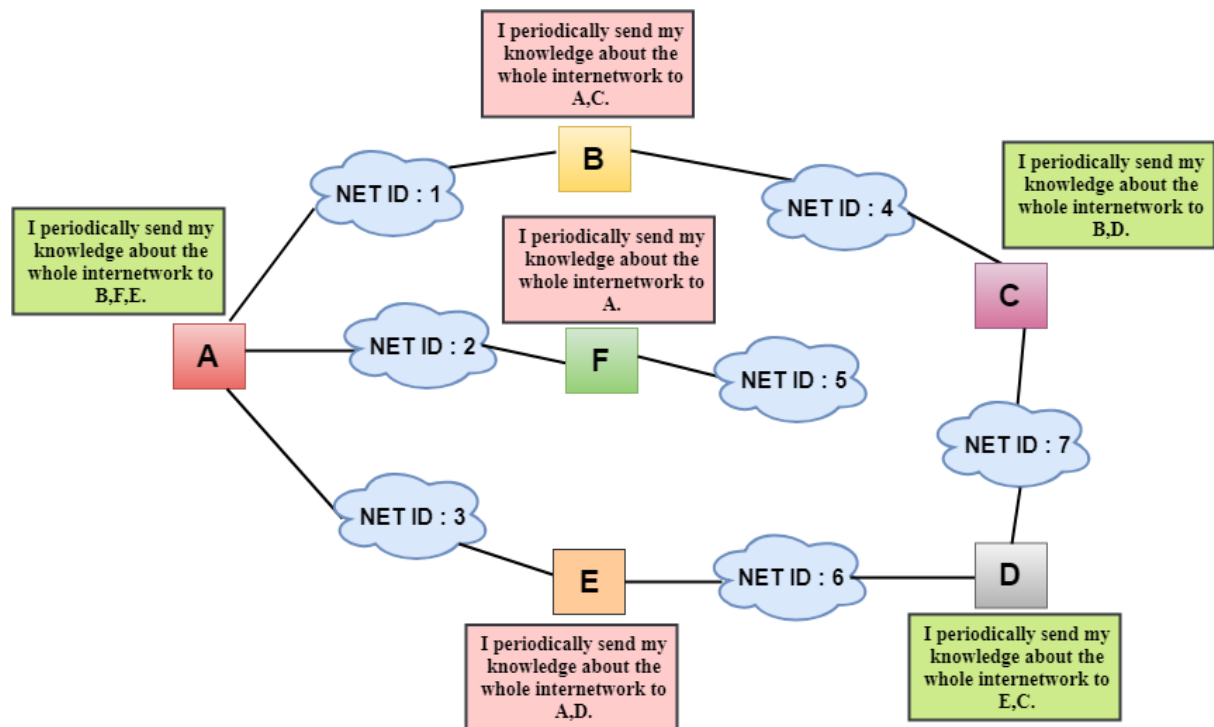 I periodically send my
knowledge about the
whole internetwork to
A,C.
B
NET ID : 1
NET ID : 4
I periodically send my
knowledge about the
whole internetwork to
B,D.
I periodically send my
knowledge about the
whole internetwork to
B,F,E.
I periodically send my
knowledge about the
whole internetwork to
A.
C
A
NET ID : 2
F
NET ID : 5
NET ID : 7
NET ID : 3
E
NET ID : 6
D
I periodically send my
knowledge about the
whole internetwork to
A,D.
I periodically send my
knowledge about the
whole internetwork to
E,C.